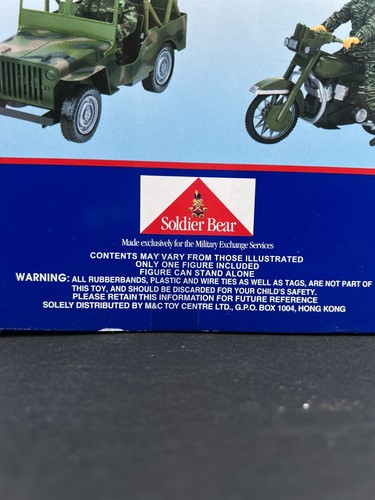 Soldier Bear
Made exclusively for the Military Exchange Services
CONTENTS MAY VARY FROM THOSE ILLUSTRATED
ONLY ONE FIGURE INCLUDED
FIGURE CAN STAND ALONE
WARNING: ALL RUBBERBANDS, PLASTIC AND WIRE TIES AS WELL AS TAGS, ARE NOT PART OF
THIS TOY, AND SHOULD BE DISCARDED FOR YOUR CHILD'S SAFETY.
PLEASE RETAIN THIS INFORMATION FOR FUTURE REFERENCE
SOLELY DISTRIBUTED BY M&C TOY CENTRE LTD., G.P.O. BOX 1004, HONG KONG